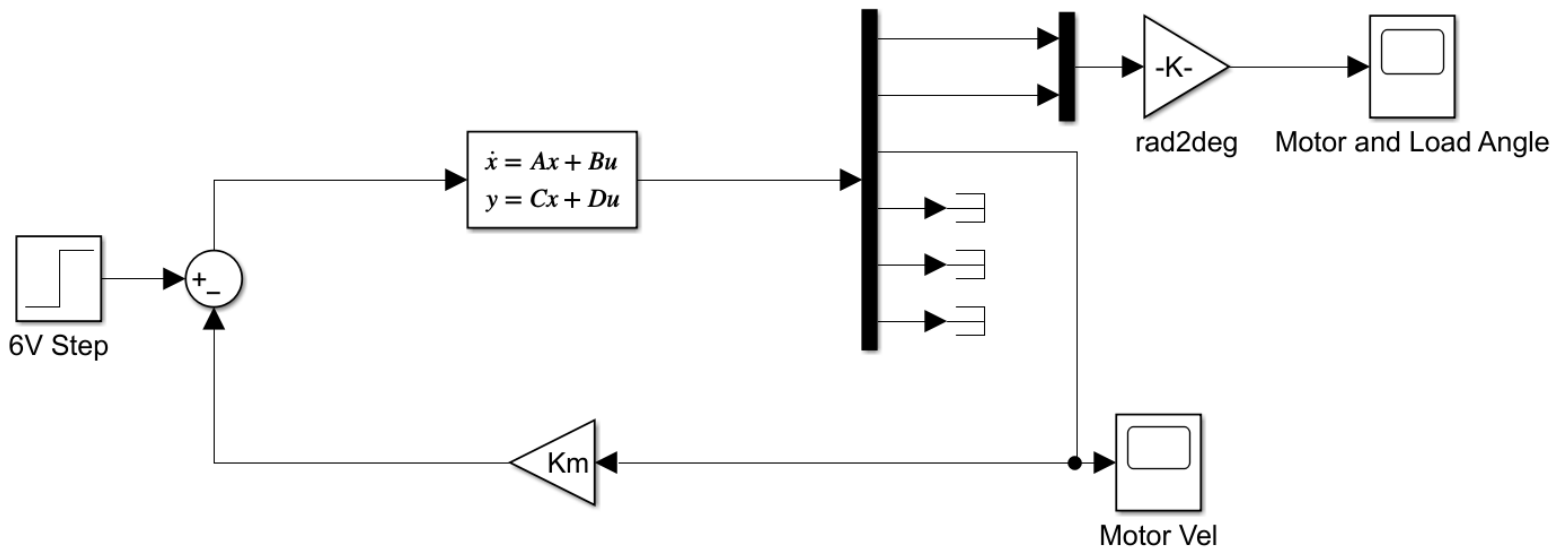 -K-
rad2deg
Motor and Load Angle
ẋ = Ax + Bu
y = Cx + Du
+
−
6V Step
Km
Motor Vel